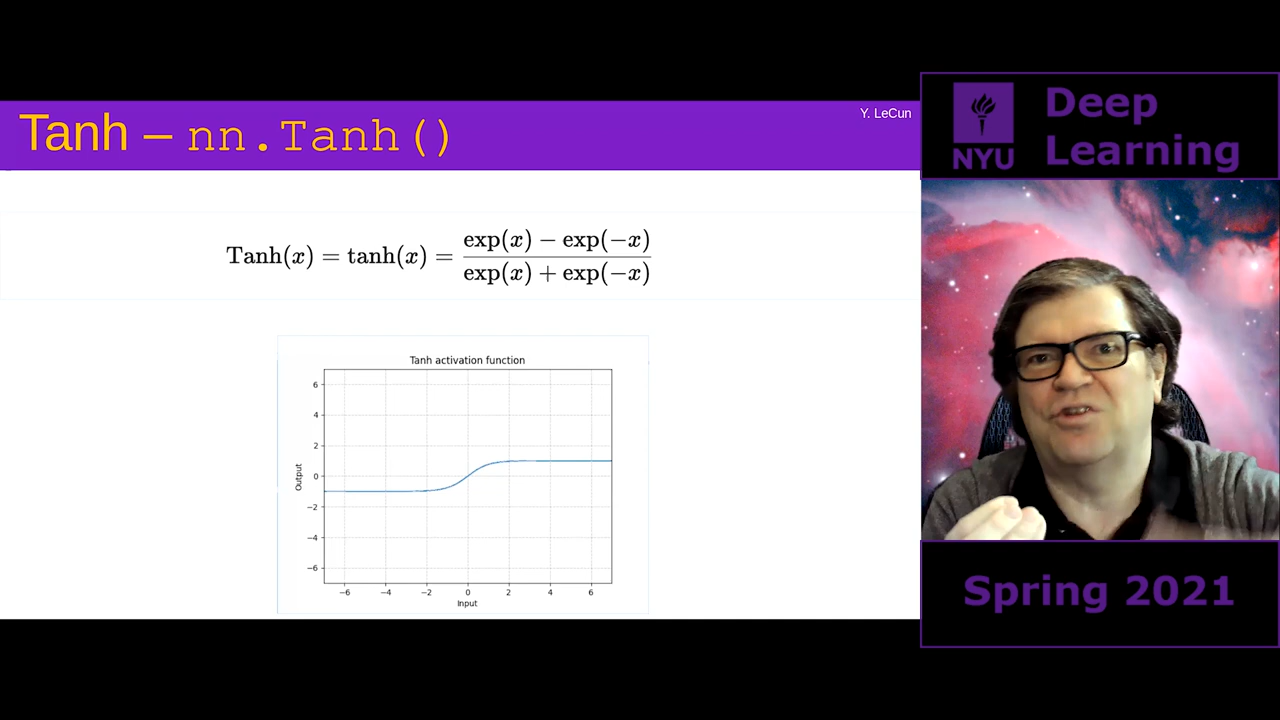 Tanh – nn.Tanh()
Y. LeCun
Tanh(x) = tanh(x) = exp(x) − exp(−x) / exp(x) + exp(−x)
Tanh activation function
6
4
2
0
−2
−4
−6
Output
−6 −4 −2 0 2 4 6
Input
NYU
Deep
Learning
Spring 2021